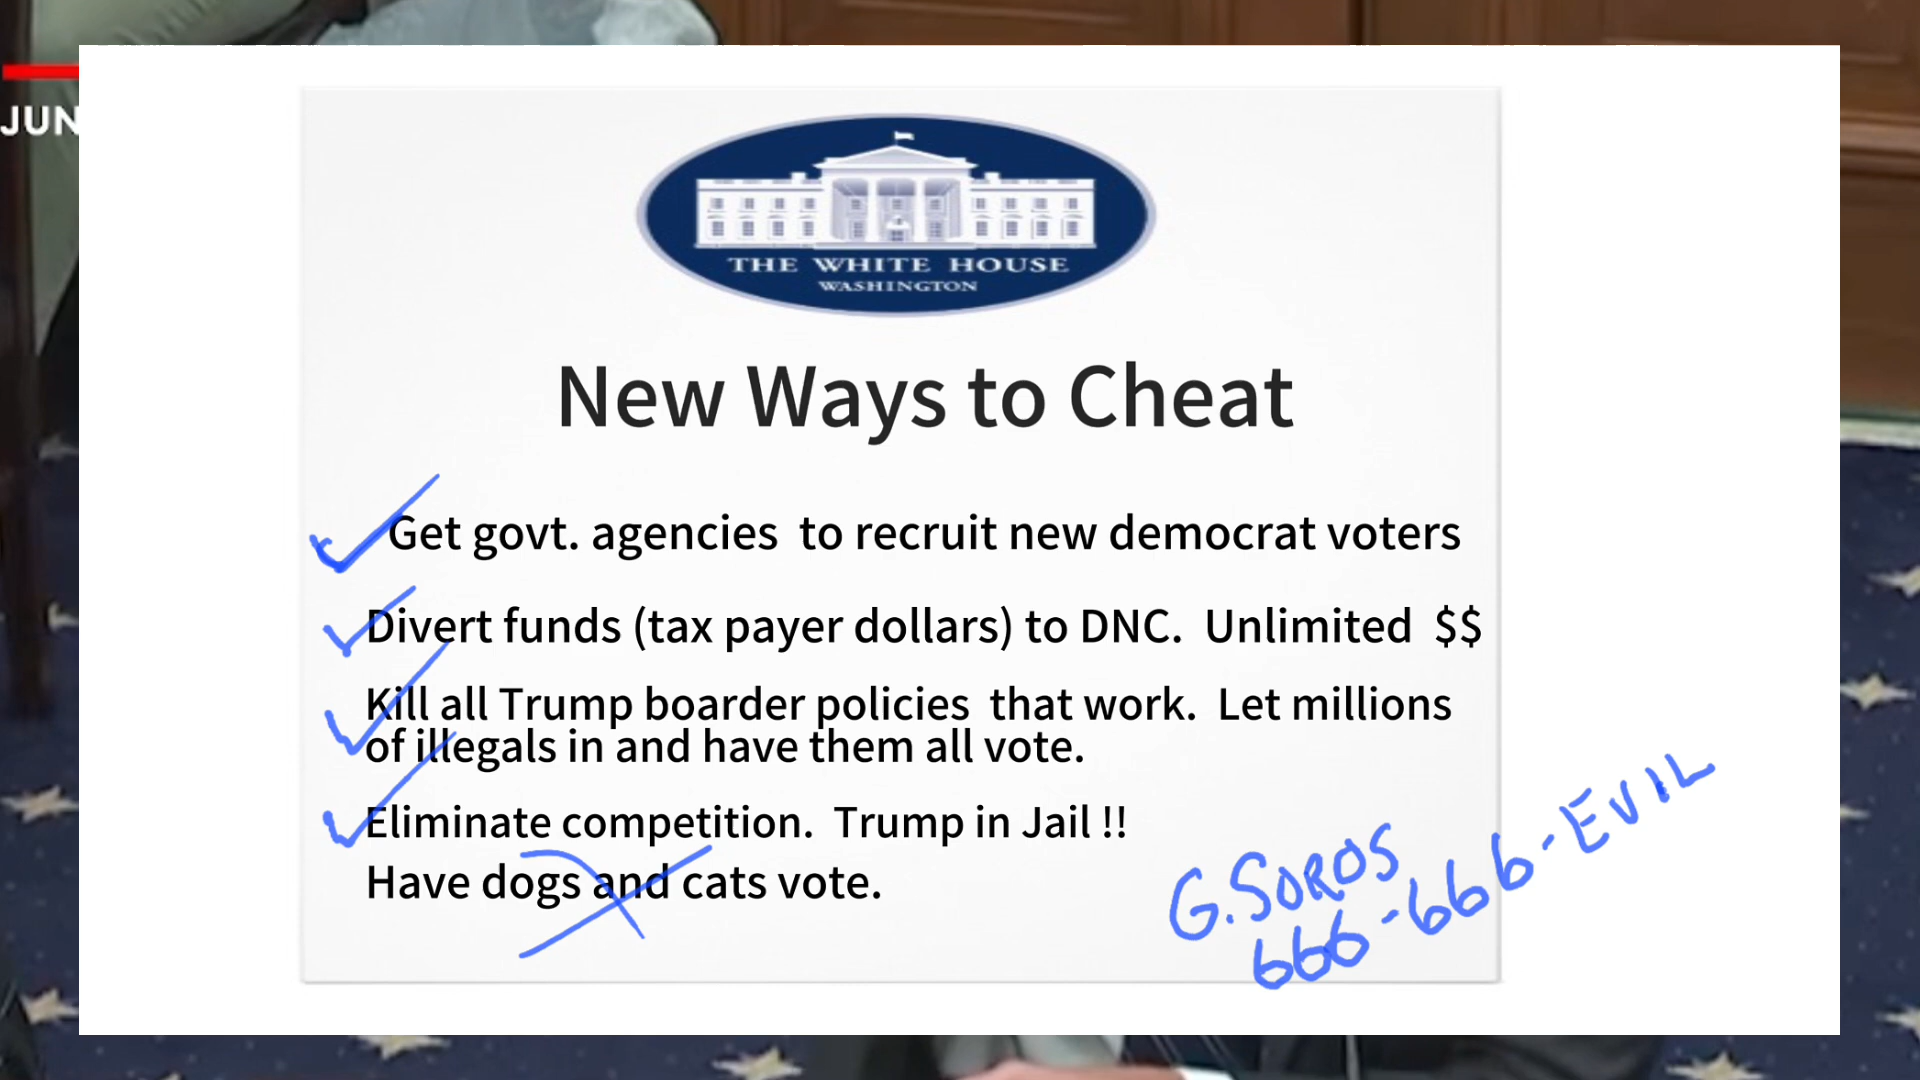 JUN
THE WHITE HOUSE
WASHINGTON
New Ways to Cheat
Get govt. agencies to recruit new democrat voters
Divert funds (tax payer dollars) to DNC. Unlimited $$
Kill all Trump boarder policies that work. Let millions
of illegals in and have them all vote.
Eliminate competition. Trump in Jail !!
Have dogs and cats vote.
G.SOROS
666-666-EVIL